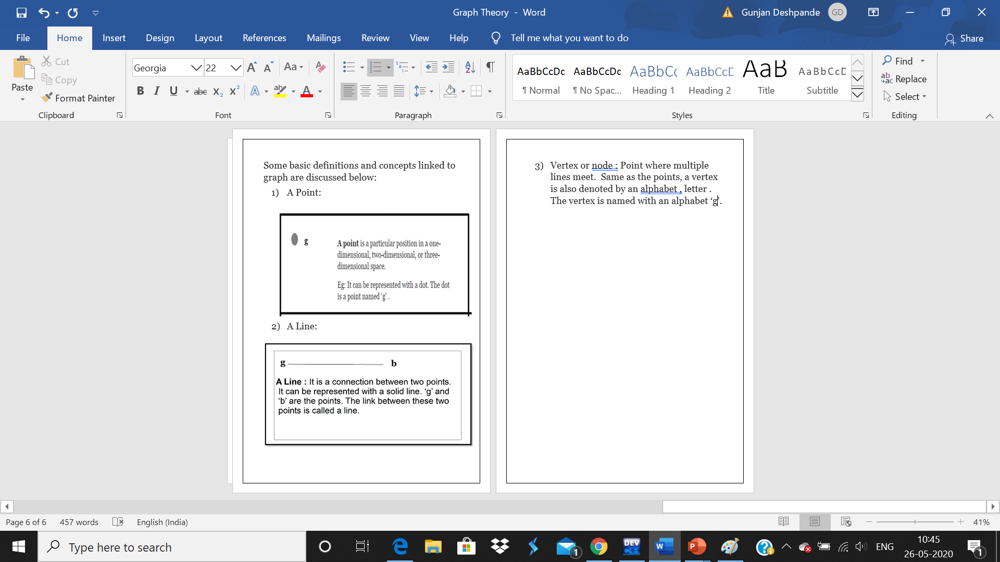 Graph Theory - Word
Gunjan Deshpande
GD
File
Home
Insert
Design
Layout
References
Mailings
Review
View
Help
Tell me what you want to do
Share
Paste
Cut
Copy
Format Painter
Clipboard
Georgia
22
Aa
B I U abc X₂ X²
Font
Paragraph
AaBbCcDc
¶ Normal
AaBbCcDc
¶ No Spac...
AaBbCc
Heading 1
AaBbCcD
Heading 2
AaB
Title
AaBbCcD
Subtitle
Styles
Find
Replace
Select
Editing
Some basic definitions and concepts linked to
graph are discussed below:
1) A Point:
g
A point is a particular position in a one-
dimensional, two-dimensional, or three-
dimensional space.
Eg: It can be represented with a dot. The dot
is a point named ‘g’ .
2) A Line:
g b
A Line : It is a connection between two points.
It can be represented with a solid line. ‘g’ and
‘b’ are the points. The link between these two
points is called a line.
3) Vertex or node : Point where multiple
lines meet.  Same as the points, a vertex
is also denoted by an alphabet , letter .
The vertex is named with an alphabet ‘g’.
Page 6 of 6
457 words
English (India)
41%
Type here to search
1
DEV
C++
W
P
ENG
10:45
26-05-2020
1